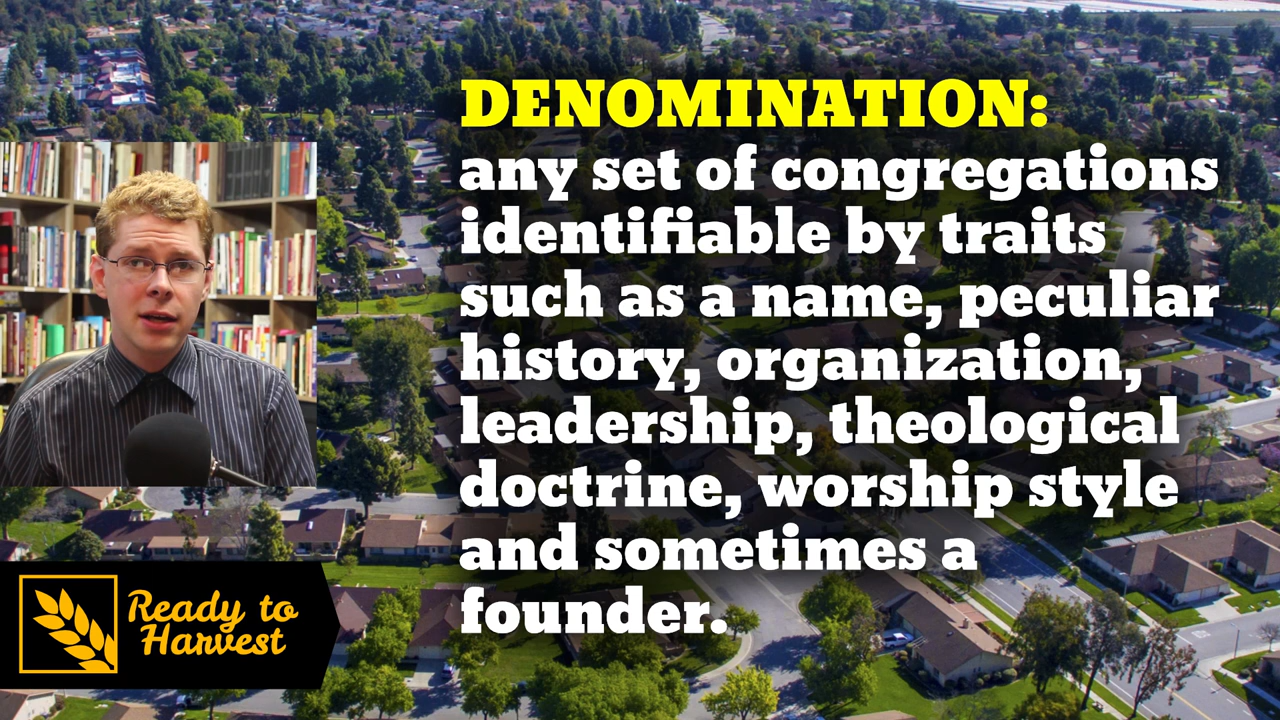 DENOMINATION:
any set of congregations
identifiable by traits
such as a name, peculiar
history, organization,
leadership, theological
doctrine, worship style
and sometimes a
founder.
Ready to
Harvest